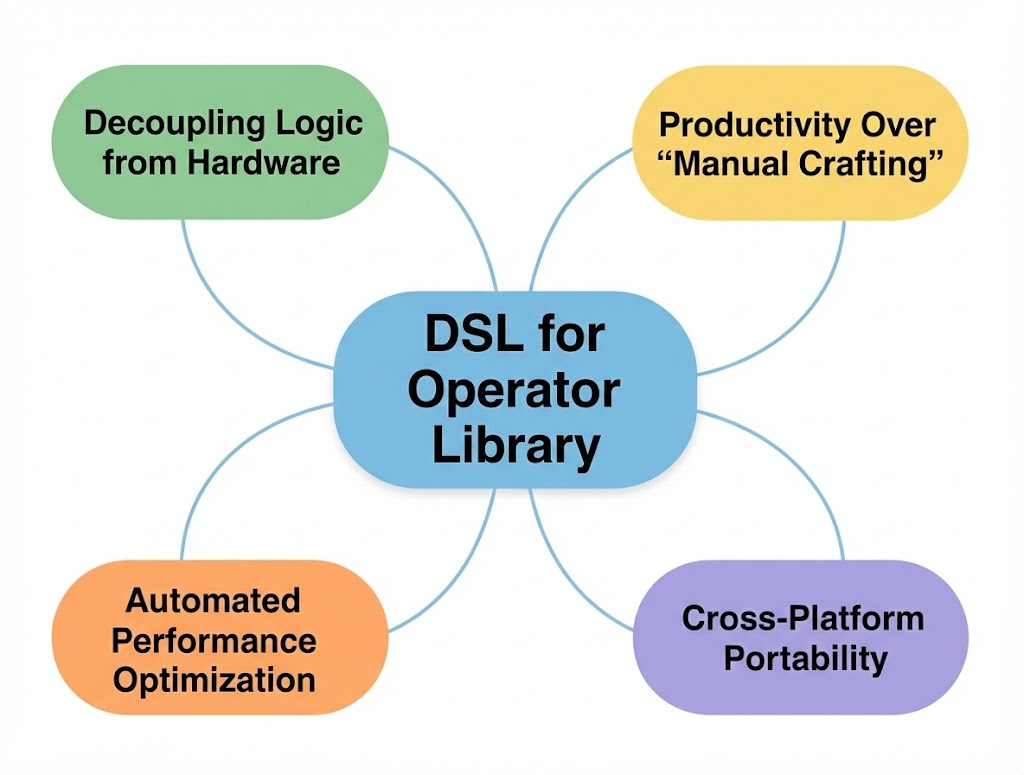 Decoupling Logic
from Hardware
Productivity Over
“Manual Crafting”
DSL for
Operator
Library
Automated
Performance
Optimization
Cross-Platform
Portability